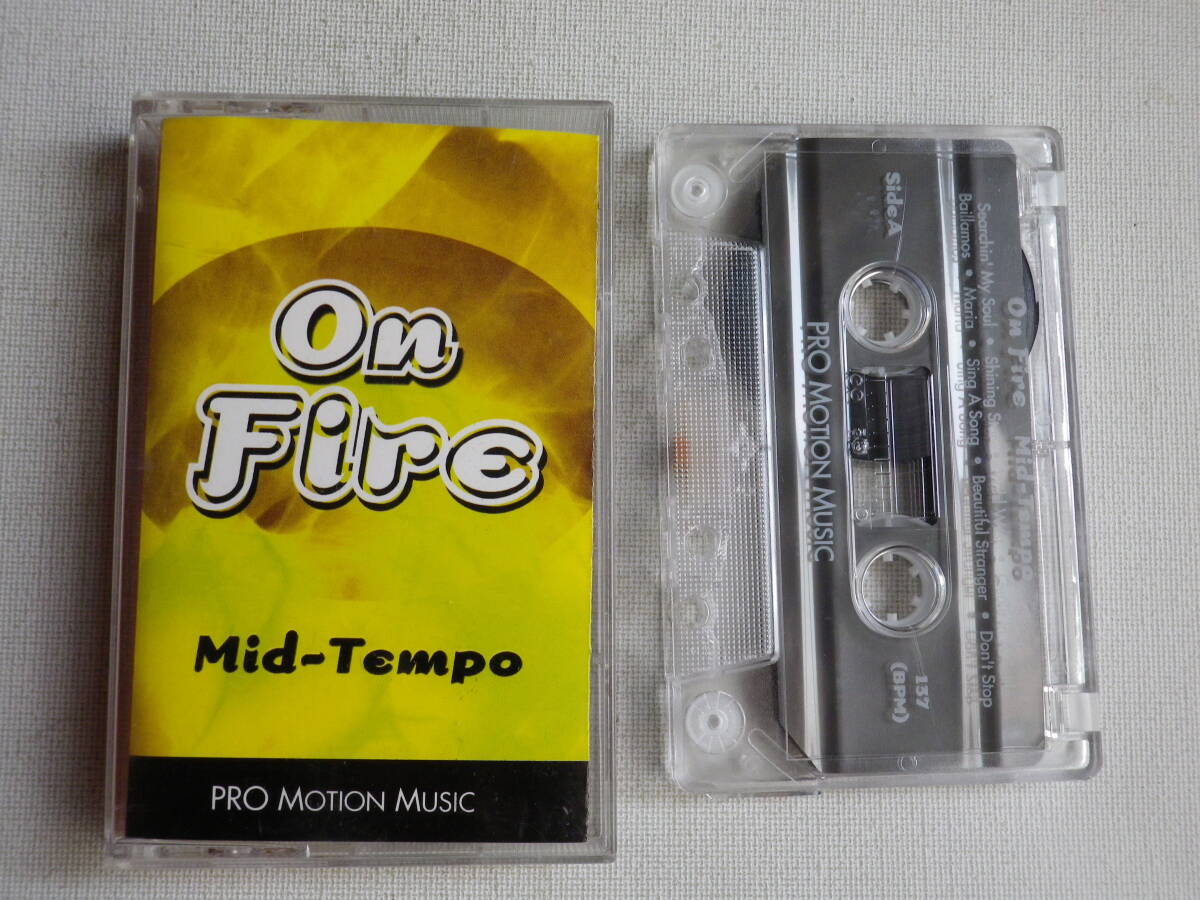 On
Fire
Mid-Tempo
PRO MOTION MUSIC
On Fire Mid-Tempo
Searchin' My Soul • Shining
Baillamos • Maria • Sing A Song • Beautiful Stranger • Don't Stop
Side A
137
(BPM)
PRO MOTION MUSIC